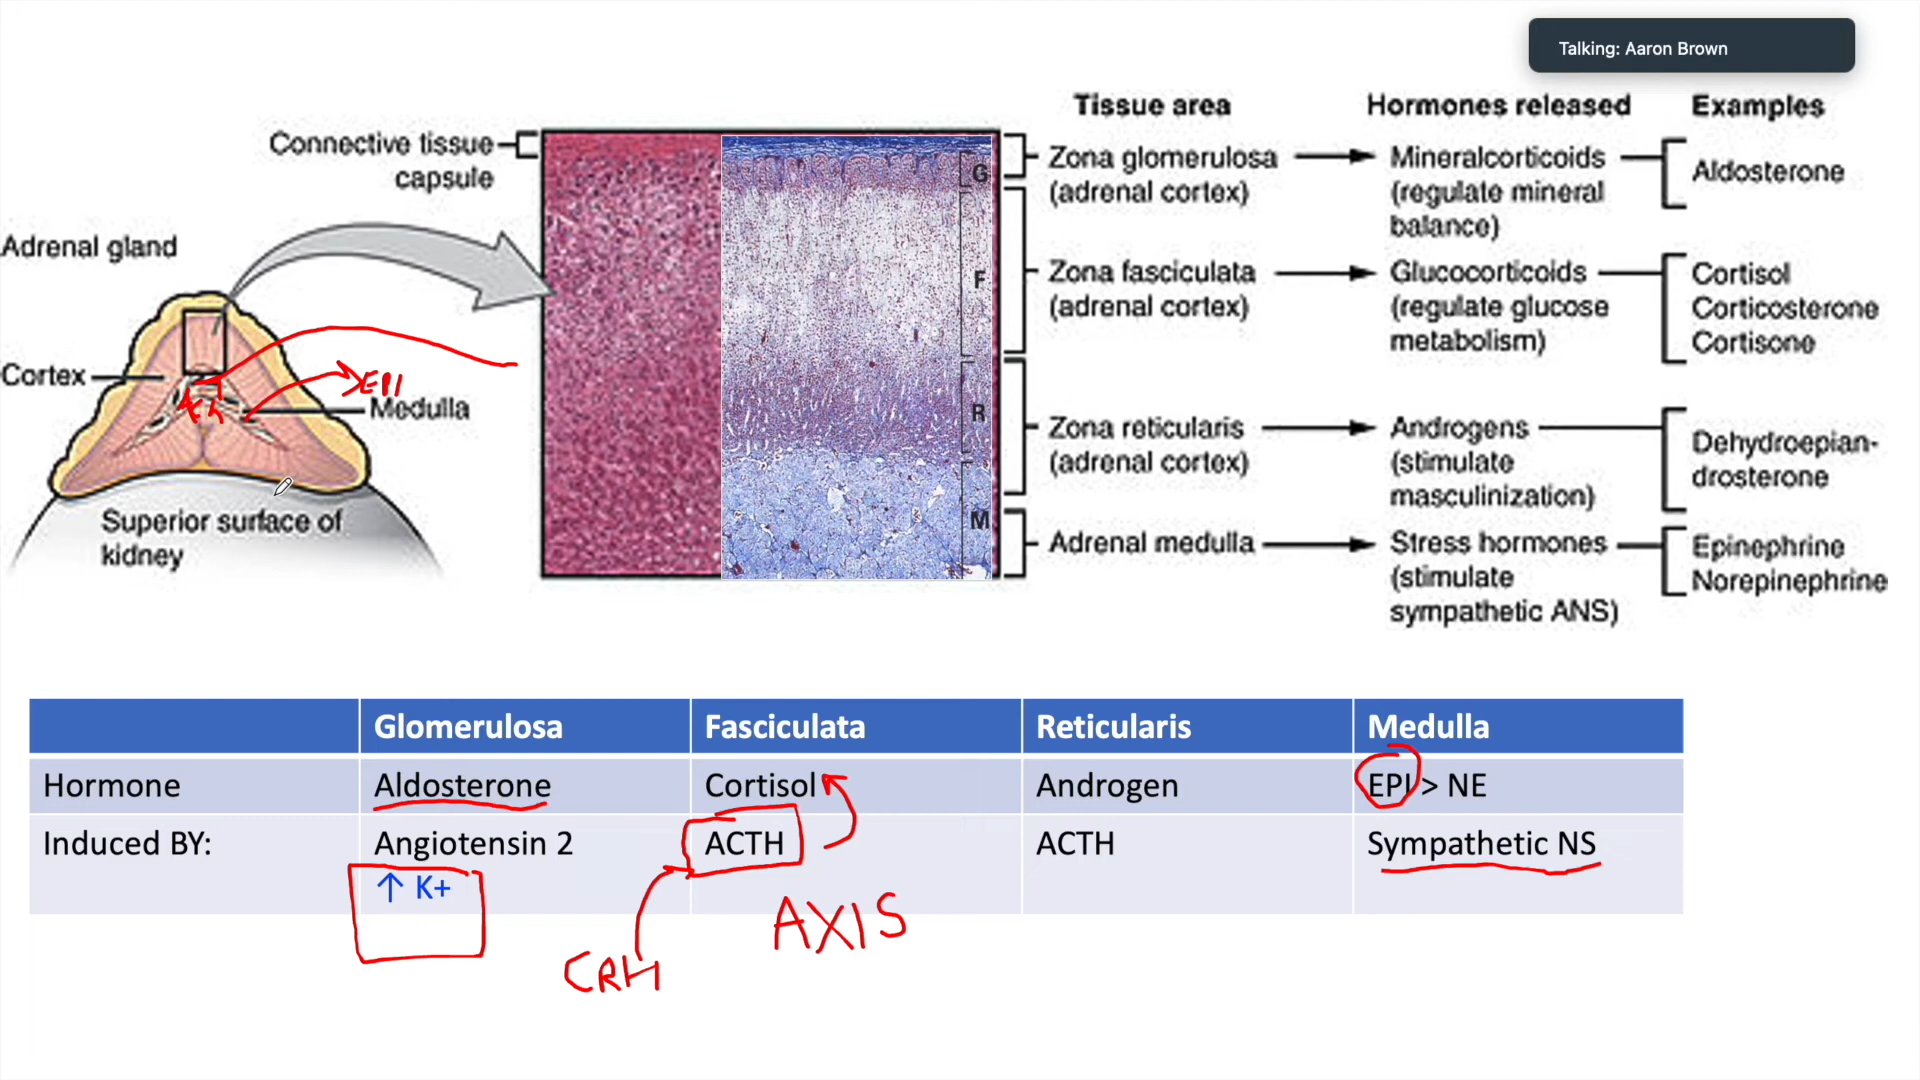 Talking: Aaron Brown
Tissue area
Hormones released
Examples
Connective tissue
capsule
Adrenal gland
Cortex
EPI
Medulla
Superior surface of
kidney
G
F
R
M
Zona glomerulosa
(adrenal cortex)
Mineralcorticoids
(regulate mineral
balance)
Aldosterone
Zona fasciculata
(adrenal cortex)
Glucocorticoids
(regulate glucose
metabolism)
Cortisol
Corticosterone
Cortisone
Zona reticularis
(adrenal cortex)
Androgens
(stimulate
masculinization)
Dehydroepian-
drosterone
Adrenal medulla
Stress hormones
(stimulate
sympathetic ANS)
Epinephrine
Norepinephrine
Glomerulosa Fasciculata Reticularis Medulla
Hormone Aldosterone Cortisol Androgen EPI > NE
Induced BY: Angiotensin 2 ACTH ACTH Sympathetic NS
↑ K+
AXIS
CRH